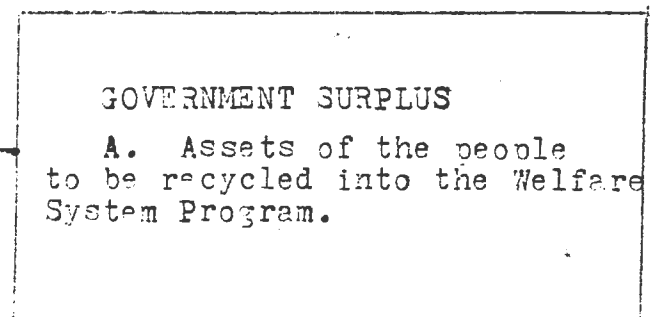 GOVERNMENT SURPLUS
A. Assets of the people
to be recycled into the Welfare
System Program.